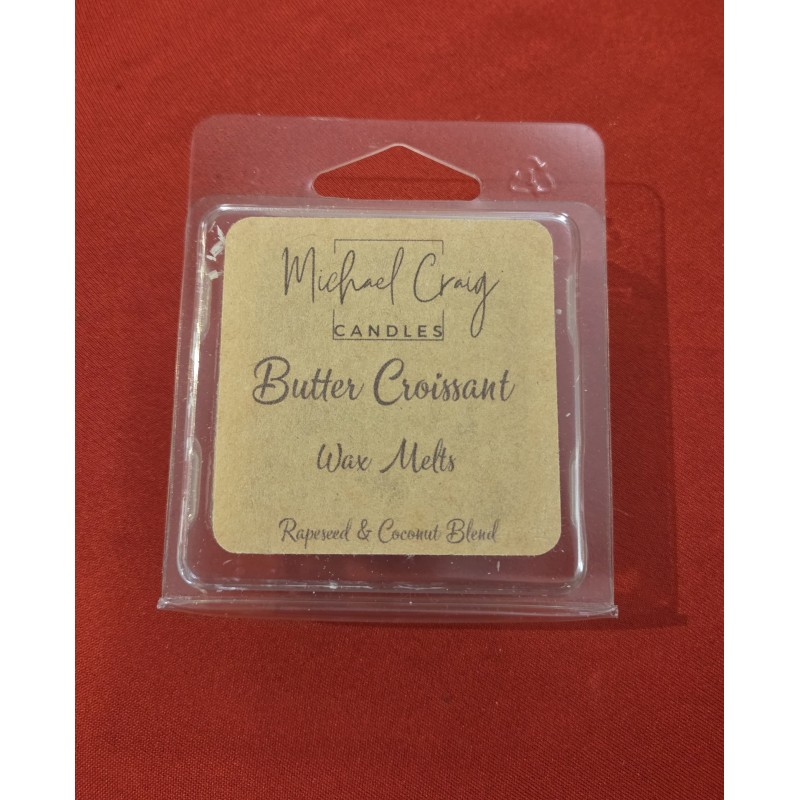 Michael Craig
CANDLES
Butter Croissant
Wax Melts
Rapeseed & Coconut Blend